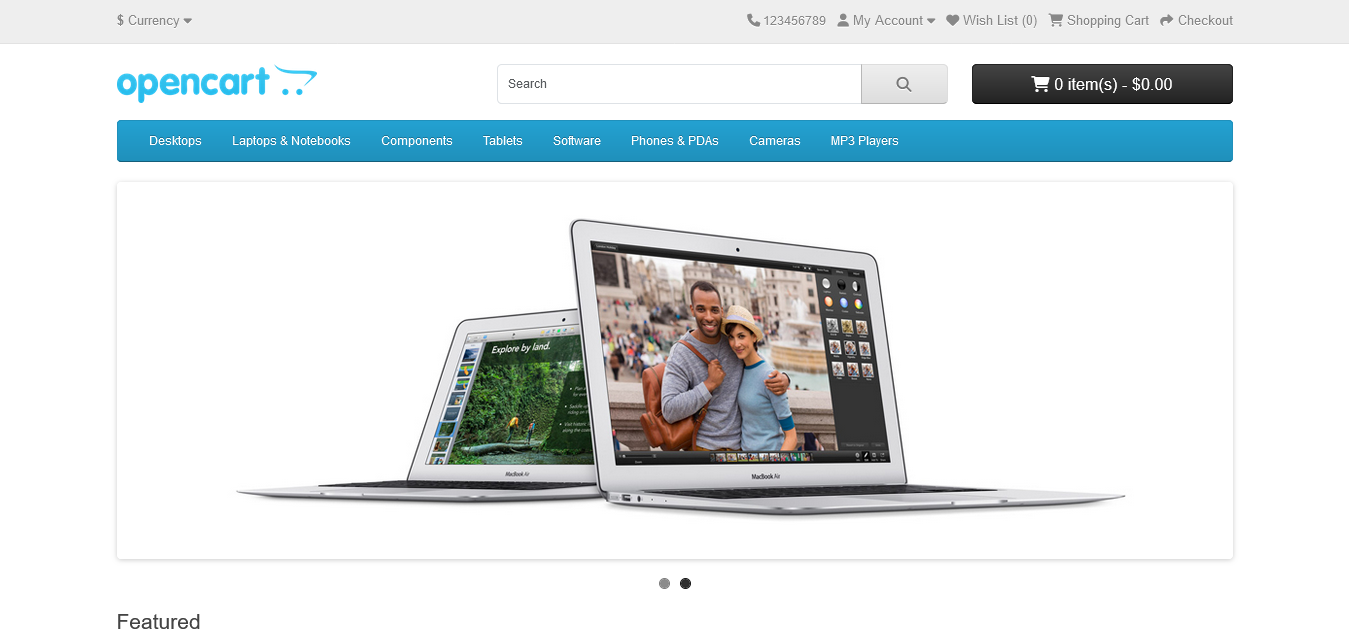 $ Currency
123456789 My Account Wish List (0) Shopping Cart Checkout
opencart
Search
0 item(s) - $0.00
Desktops Laptops & Notebooks Components Tablets Software Phones & PDAs Cameras MP3 Players
Explore by land.
MacBook Air
MacBook Air
Featured